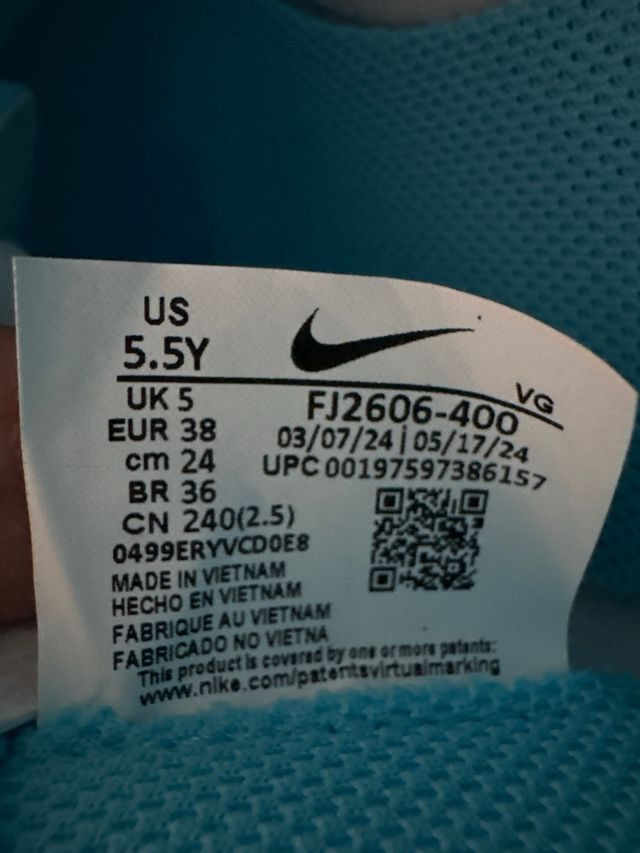 US
5.5Y
VG
UK 5
FJ2606-400
EUR 38
03/07/24 | 05/17/24
cm 24
UPC 00197597386157
BR 36
CN 240(2.5)
0499ERYVCD0E8
MADE IN VIETNAM
HECHO EN VIETNAM
FABRIQUE AU VIETNAM
FABRICADO NO VIETNA
This product is covered by one or more patents:
www.nike.com/patentsvirtualmarking